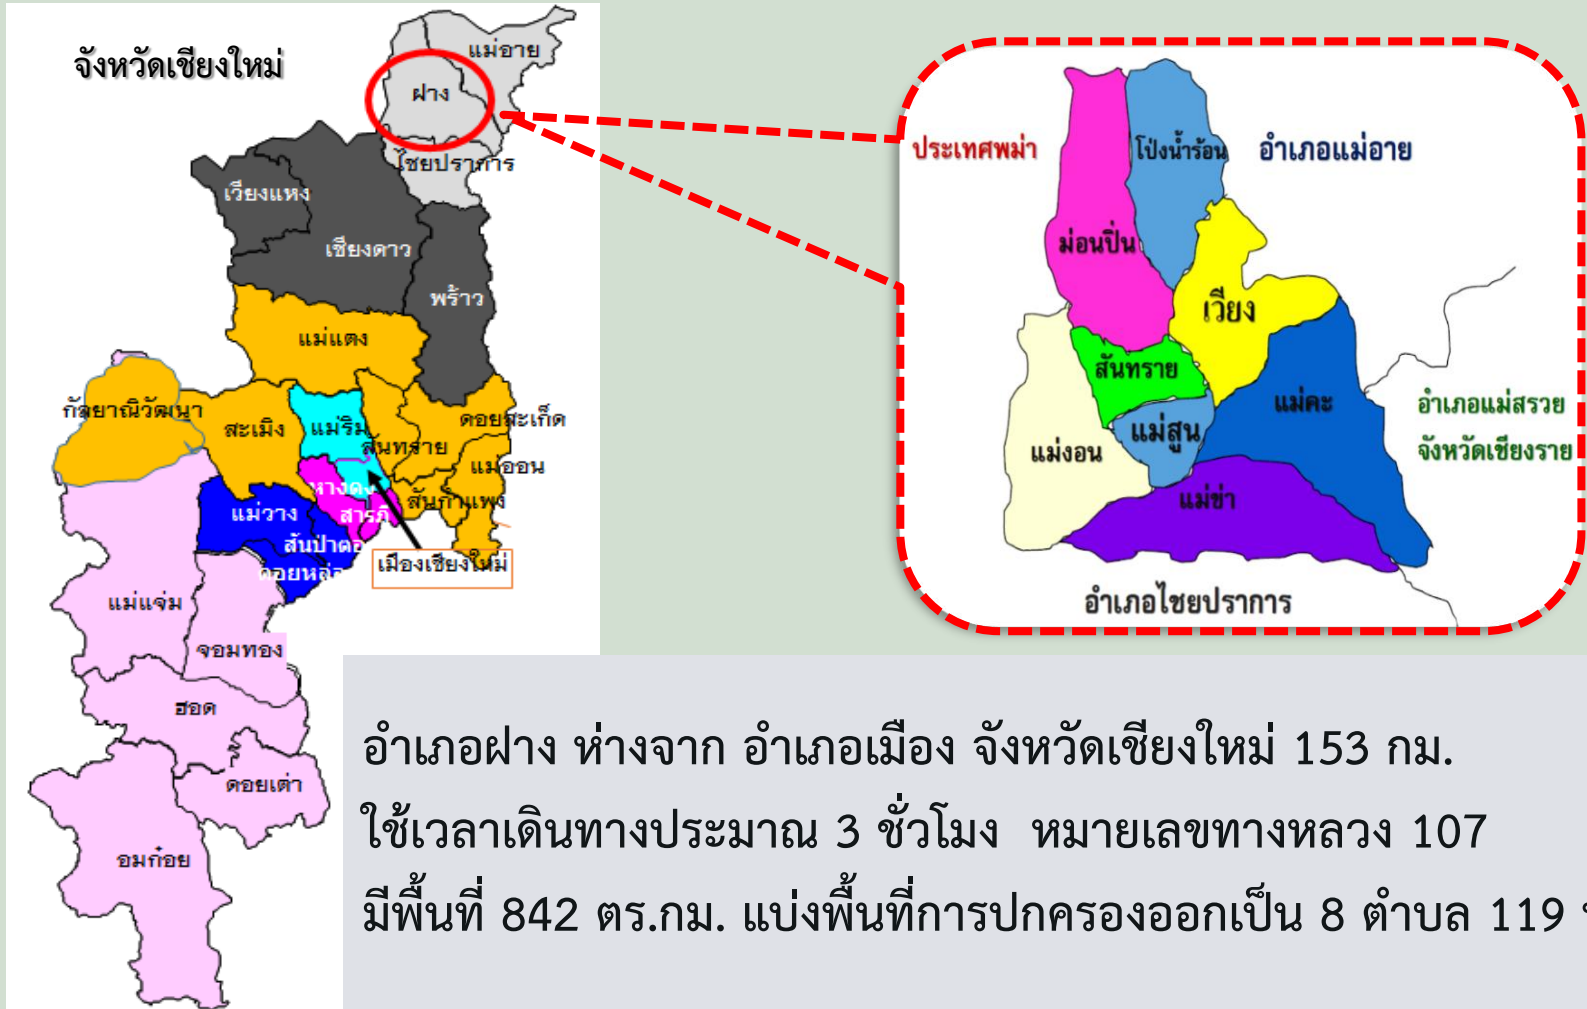 จังหวัดเชียงใหม่
แม่อาย
ฝาง
ไชยปราการ
เวียงแหง
เชียงดาว
พร้าว
แม่แตง
กัลยาณิวัฒนา
สะเมิง
แม่ริม
สันทราย
ดอยสะเก็ด
แม่ออน
หางดง
สันกำแพง
แม่วาง
สารภี
สันป่าตอ
ดอยหล่อ
เมืองเชียงใหม่
แม่แจ่ม
จอมทอง
ฮอด
ดอยเต่า
อมก๋อย
ประเทศพม่า
โป่งน้ำร้อน
อำเภอแม่อาย
ม่อนปิ่น
เวียง
สันทราย
แม่คะ
แม่สูน
แม่งอน
แม่ข่า
อำเภอแม่สรวย
จังหวัดเชียงราย
อำเภอไชยปราการ
อำเภอฝาง ห่างจาก อำเภอเมือง จังหวัดเชียงใหม่ 153 กม.
ใช้เวลาเดินทางประมาณ 3 ชั่วโมง หมายเลขทางหลวง 107
มีพื้นที่ 842 ตร.กม. แบ่งพื้นที่การปกครองออกเป็น 8 ตำบล 119